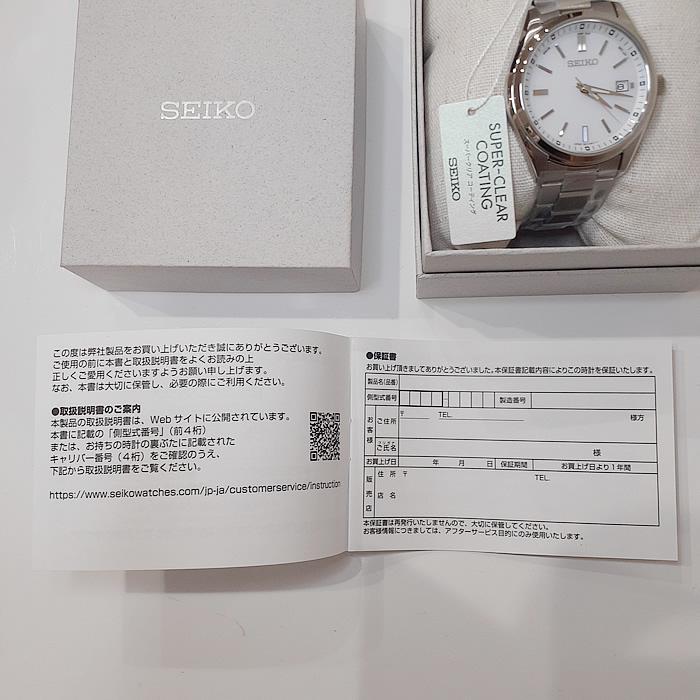 SEIKO
SEIKO
SUPER-CLEAR
COATING
スーパークリア コーティング
SEIKO
この度は弊社製品をお買い上げいただき誠にありがとうございます。
ご使用の前に本書と取扱説明書をよくお読みの上
正しくご愛用くださいますようお願い申し上げます。
なお、本書は大切に保管し、必要の際にご利用ください。
●取扱説明書のご案内
本製品の取扱説明書は、Web サイトに公開されています。
本書に記載の「側型式番号」(前４桁)
または、お持ちの時計の裏ぶたに記載された
キャリバー番号（４桁）をご確認のうえ、
下記から取扱説明書をご覧ください。
https://www.seikowatches.com/jp-ja/customerservice/instruction
●保証書
お買い上げ頂きましてありがとうございました。本保証書記載内容によりこの時計を保証いたします。
製品名(品番)
側型式番号 製造番号
お客様 ご住所 〒 TEL. 様方
フリガナ
ご氏名 様
お買上げ日 年 月 日 保証期間 お買上げ日より１年間
販売店 住所 〒 TEL.
店名
本保証書は再発行いたしませんので、大切に保管してください。
お客様情報につきましては、アフターサービス目的にのみ使用いたします。